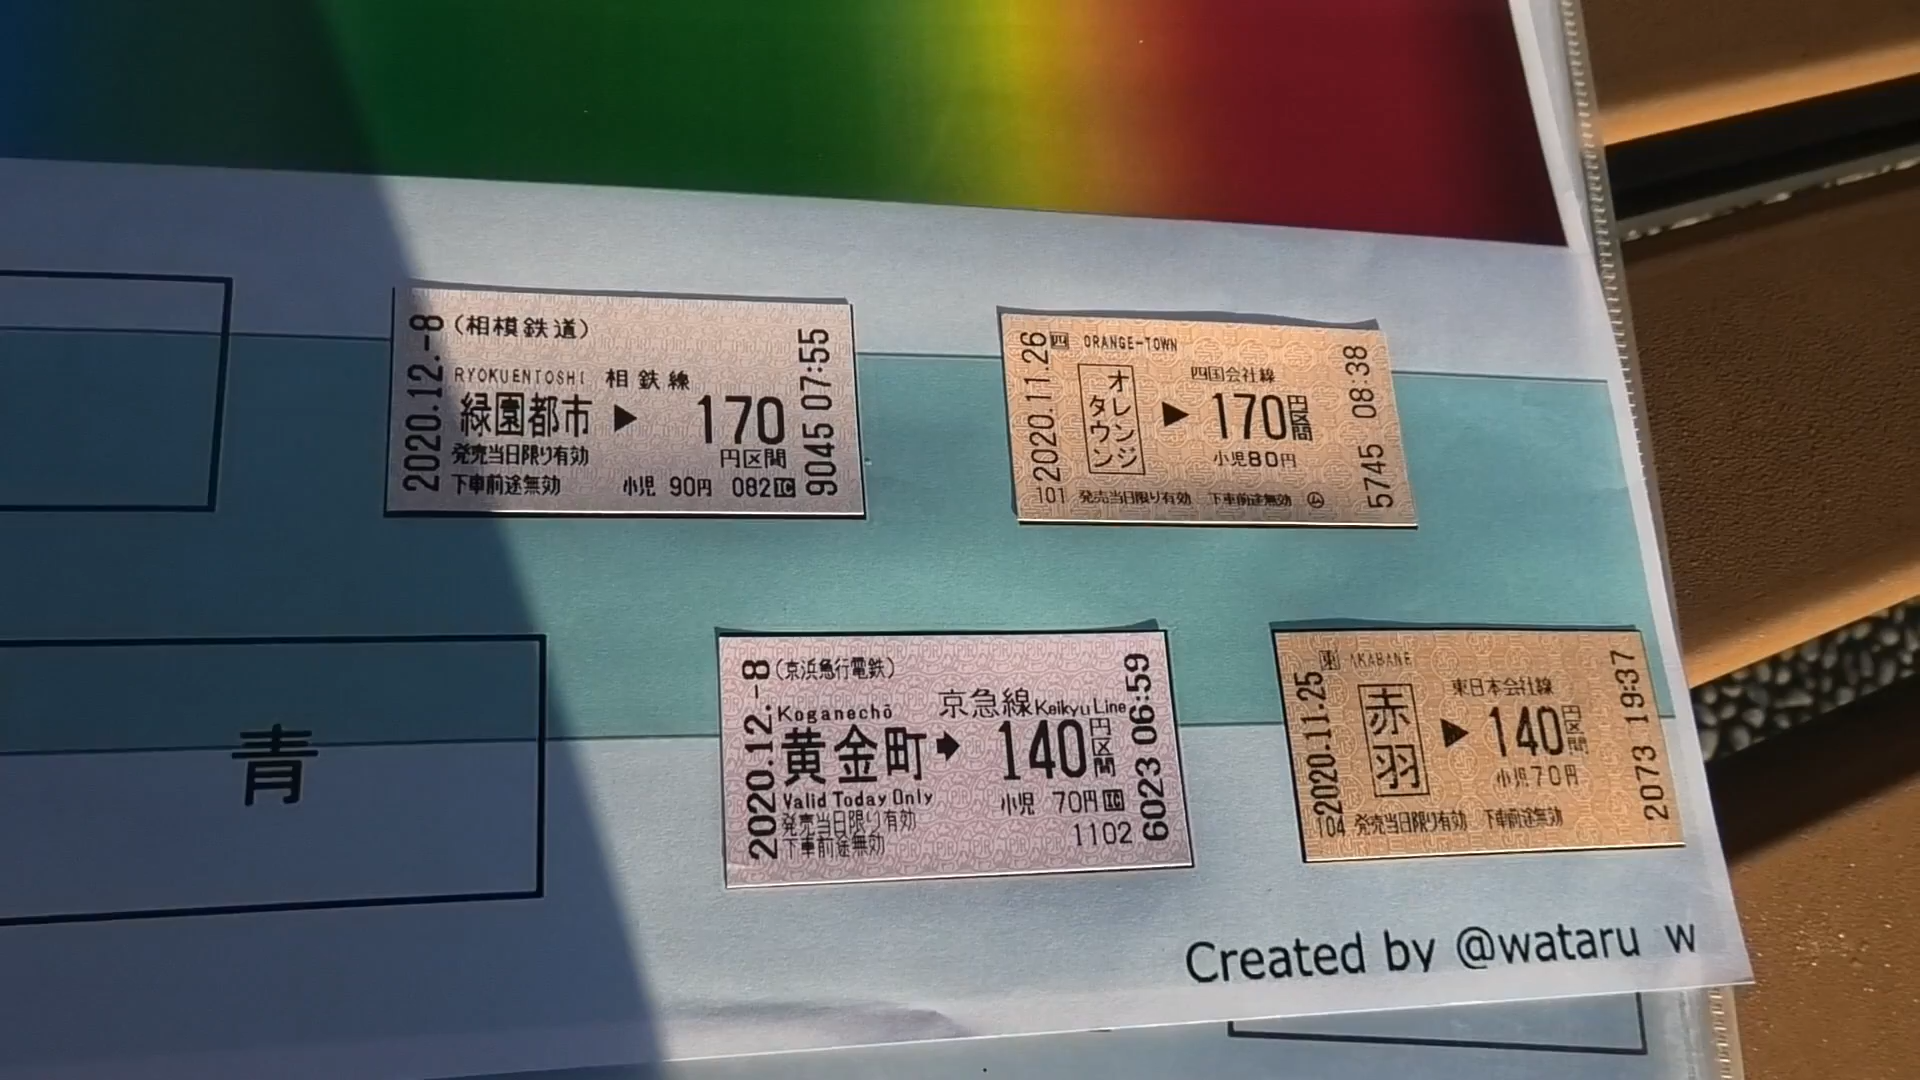 2020.12.-8
(相模鉄道)
RYOKUENTOSHI 相鉄線
緑園都市 ▶ 170
円区間
発売当日限り有効
下車前途無効 小児 90円 082 IC
9045 07:55
2020.11.26
四 ORANGE-TOWN
四国会社線
オレンジ
タウン
▶ 170円区間
小児80円
101 発売当日限り有効 下車前途無効 ㋰
5745 08:38
青
2020.12.-8
(京浜急行電鉄)
Koganechō 京急線 Keikyu Line
黄金町 ➡ 140円区間
Valid Today Only 小児 70円 IC
発売当日限り有効
下車前途無効
1102
6023 06:59
2020.11.25
東 AKABANE
東日本会社線
赤羽 ▶ 140円区間
小児70円
104 発売当日限り有効 下車前途無効
2073 19:37
Created by @wataru w